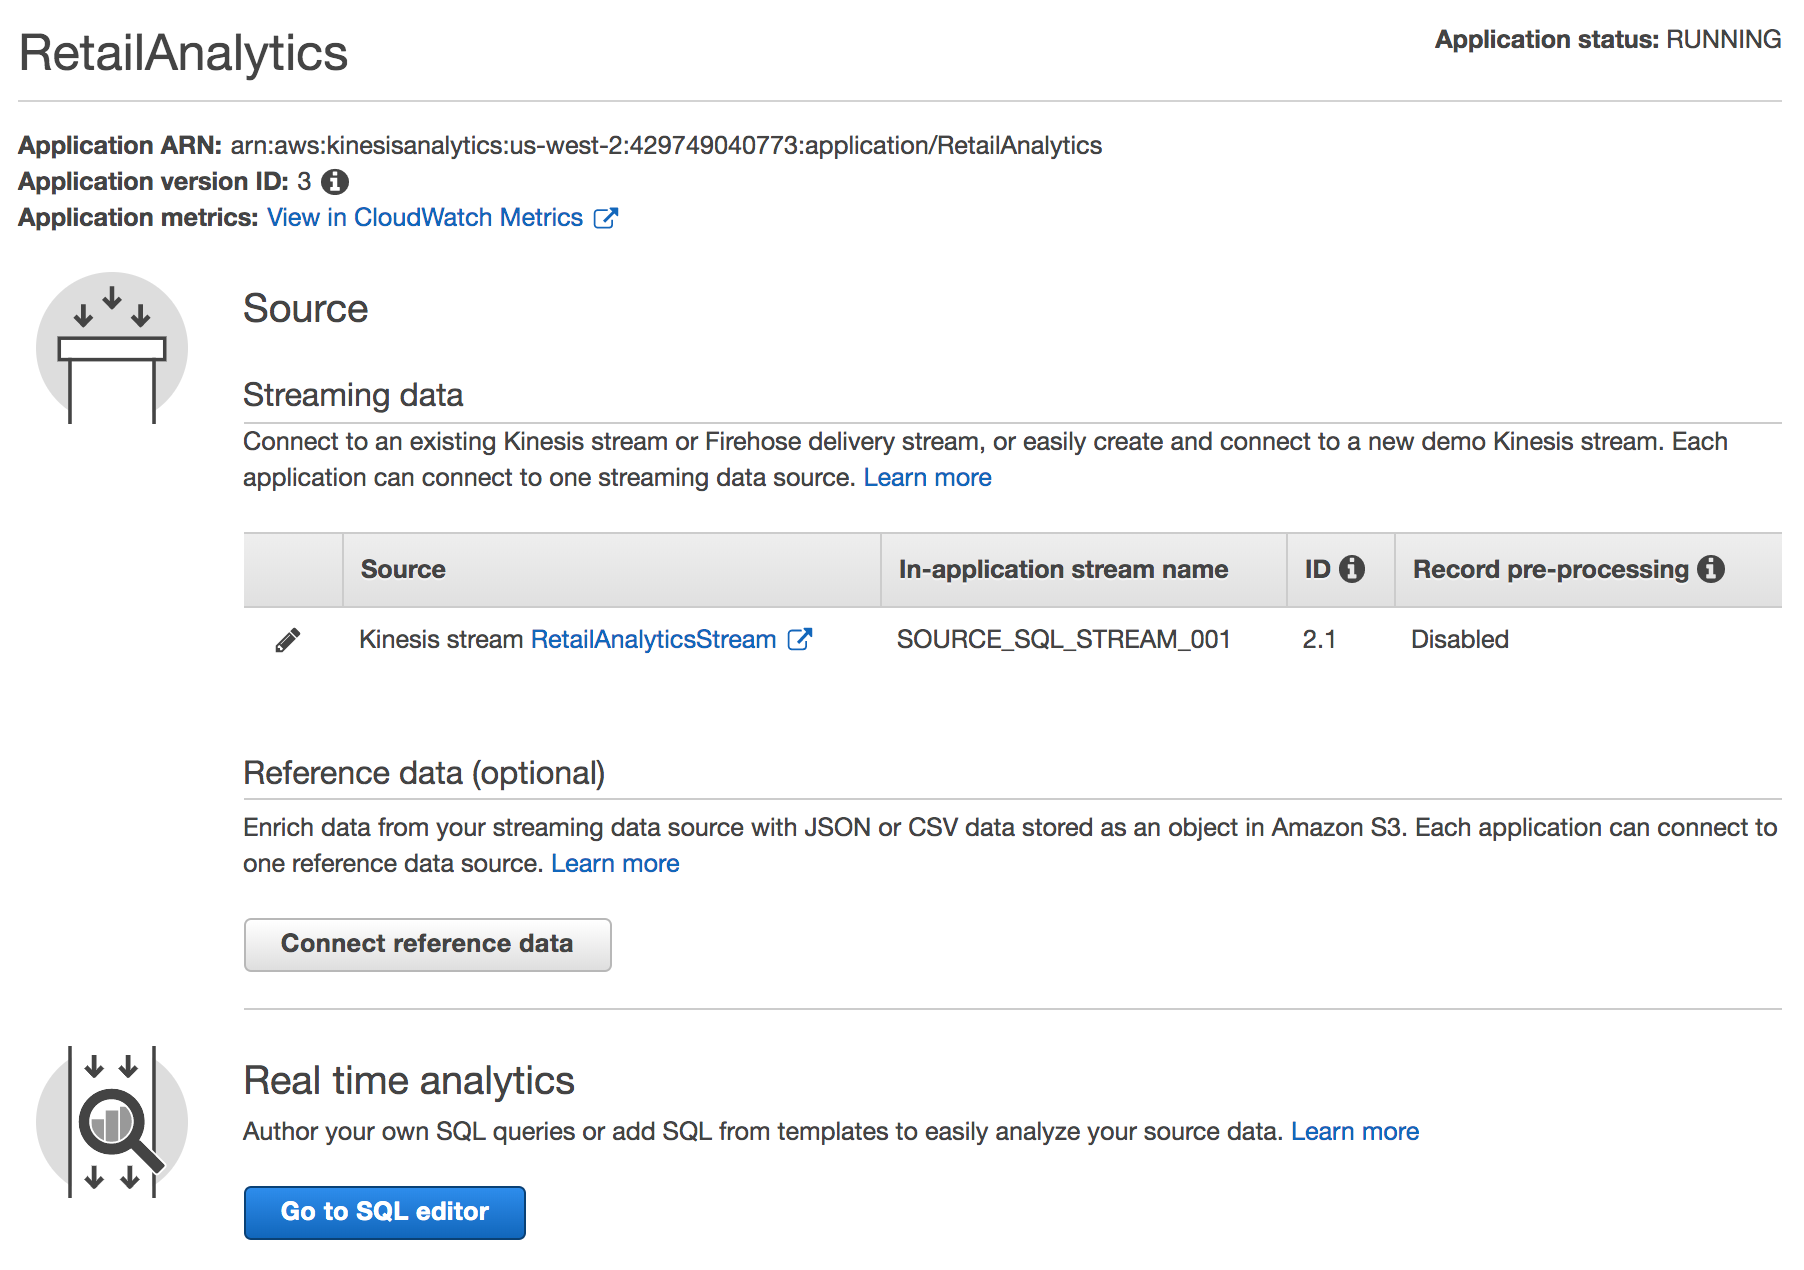 RetailAnalytics
Application status: RUNNING
Application ARN: arn:aws:kinesisanalytics:us-west-2:429749040773:application/RetailAnalytics
Application version ID: 3
Application metrics: View in CloudWatch Metrics
Source
Streaming data
Connect to an existing Kinesis stream or Firehose delivery stream, or easily create and connect to a new demo Kinesis stream. Each
application can connect to one streaming data source. Learn more
Source In-application stream name ID Record pre-processing
Kinesis stream RetailAnalyticsStream SOURCE_SQL_STREAM_001 2.1 Disabled
Reference data (optional)
Enrich data from your streaming data source with JSON or CSV data stored as an object in Amazon S3. Each application can connect to
one reference data source. Learn more
Connect reference data
Real time analytics
Author your own SQL queries or add SQL from templates to easily analyze your source data. Learn more
Go to SQL editor